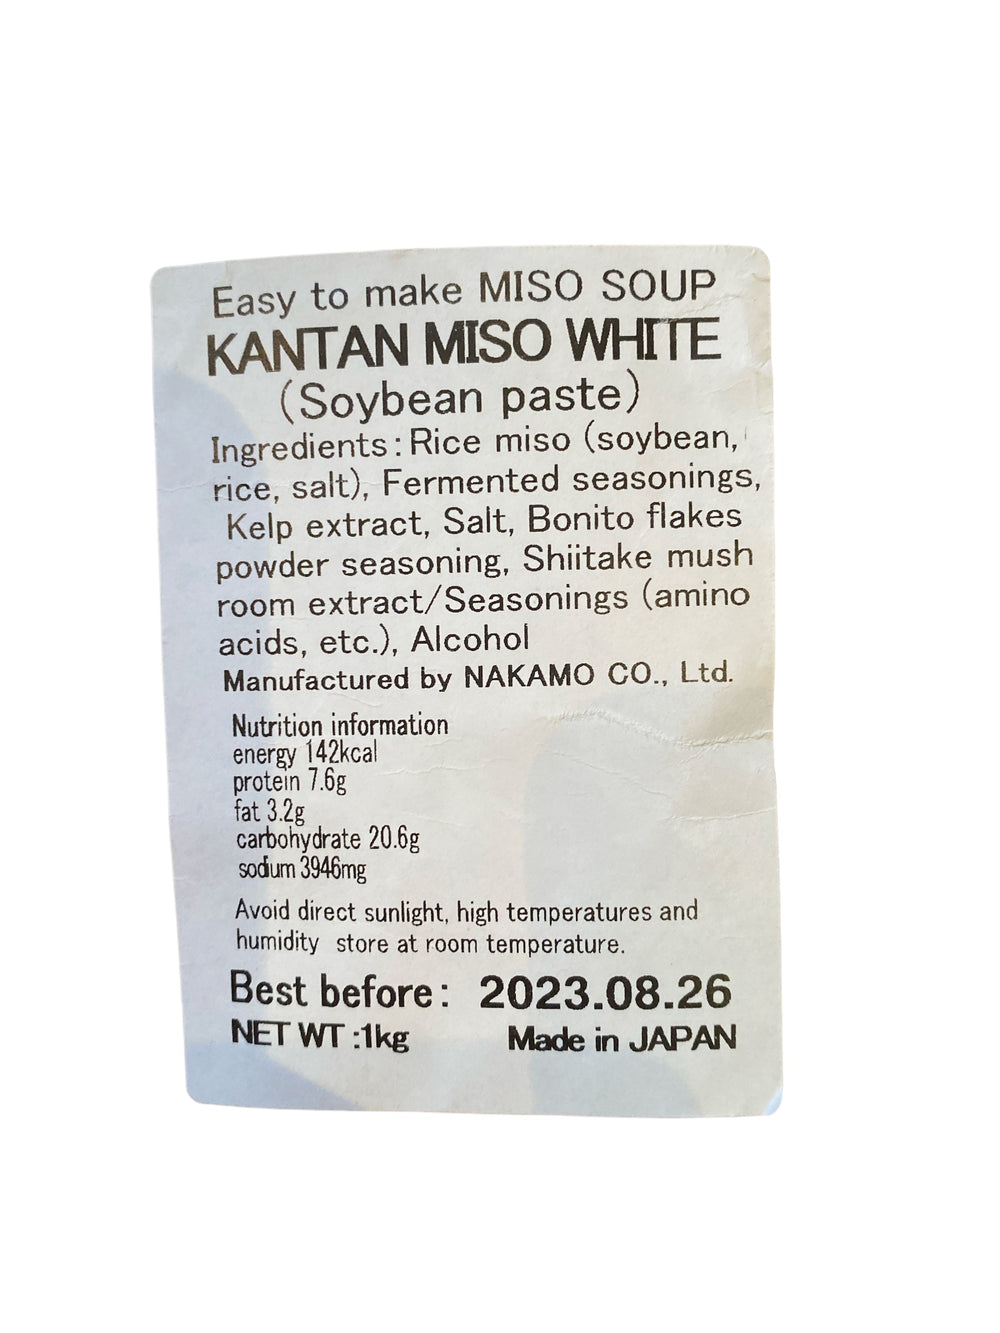 Easy to make MISO SOUP
KANTAN MISO WHITE
(Soybean paste)
Ingredients:Rice miso (soybean,
rice, salt), Fermented seasonings,
Kelp extract, Salt, Bonito flakes
powder seasoning, Shiitake mush
room extract/Seasonings (amino
acids, etc.), Alcohol
Manufactured by NAKAMO CO., Ltd.
Nutrition information
energy 142kcal
protein 7.6g
fat 3.2g
carbohydrate 20.6g
sodium 3946mg
Avoid direct sunlight, high temperatures and
humidity store at room temperature.
Best before: 2023.08.26
NET WT :1kg Made in JAPAN